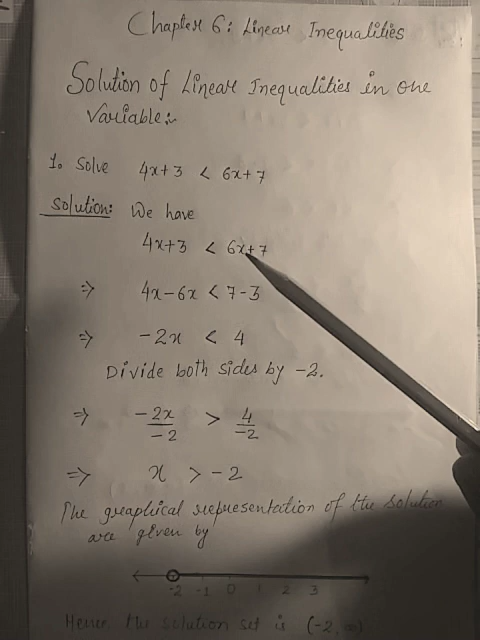 Chapter 6: Linear Inequalities
Solution of Linear Inequalities in one
Variable:-
1. Solve 4x+3 < 6x+7
Solution: We have
4x+3 < 6x+7
⇒ 4x-6x < 7-3
⇒ -2x < 4
Divide both sides by -2.
⇒ -2x/-2 > 4/-2
⇒ x > -2
The graphical representation of the solution
are given by
-2 -1 0 1 2 3
Hence, the solution set is (-2, ∞)